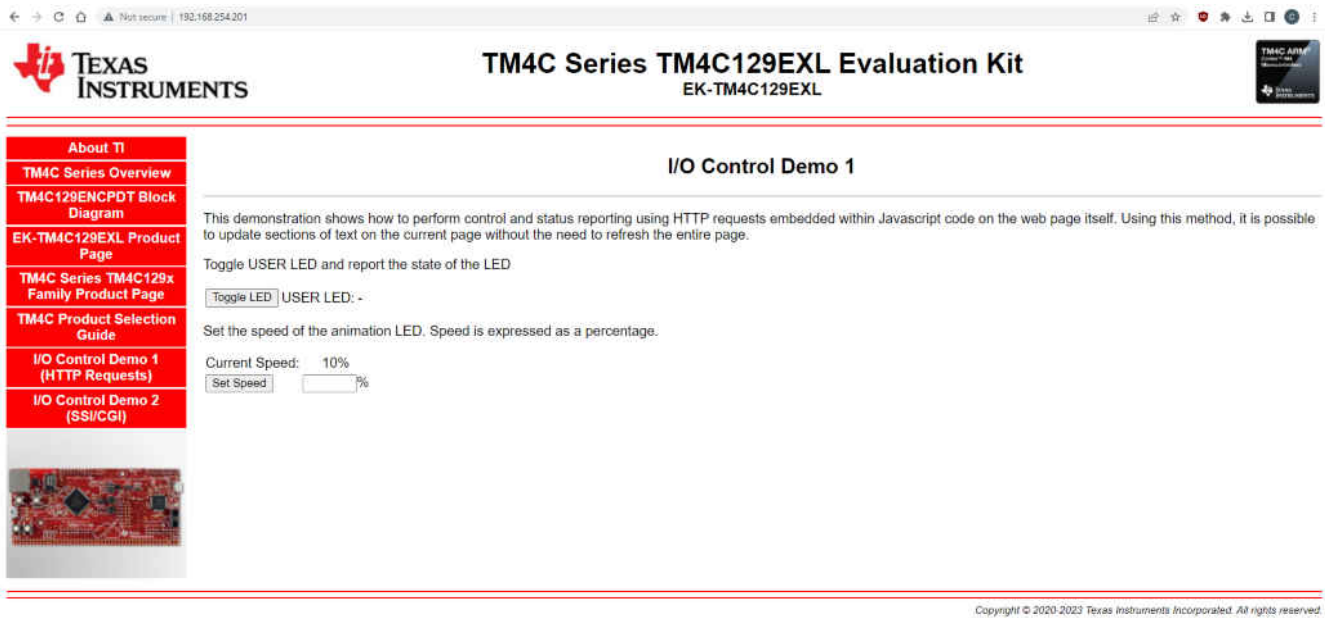 Not secure | 192.168.254.201
TEXAS
INSTRUMENTS
TM4C Series TM4C129EXL Evaluation Kit
EK-TM4C129EXL
TM4C ARM®
About TI
TM4C Series Overview
TM4C129ENCPDT Block
Diagram
EK-TM4C129EXL Product
Page
TM4C Series TM4C129x
Family Product Page
TM4C Product Selection
Guide
I/O Control Demo 1
(HTTP Requests)
I/O Control Demo 2
(SSI/CGI)
I/O Control Demo 1
This demonstration shows how to perform control and status reporting using HTTP requests embedded within Javascript code on the web page itself. Using this method, it is possible
to update sections of text on the current page without the need to refresh the entire page.
Toggle USER LED and report the state of the LED
Toggle LED USER LED: -
Set the speed of the animation LED. Speed is expressed as a percentage.
Current Speed: 10%
Set Speed %
Copyright © 2020-2023 Texas Instruments Incorporated. All rights reserved.